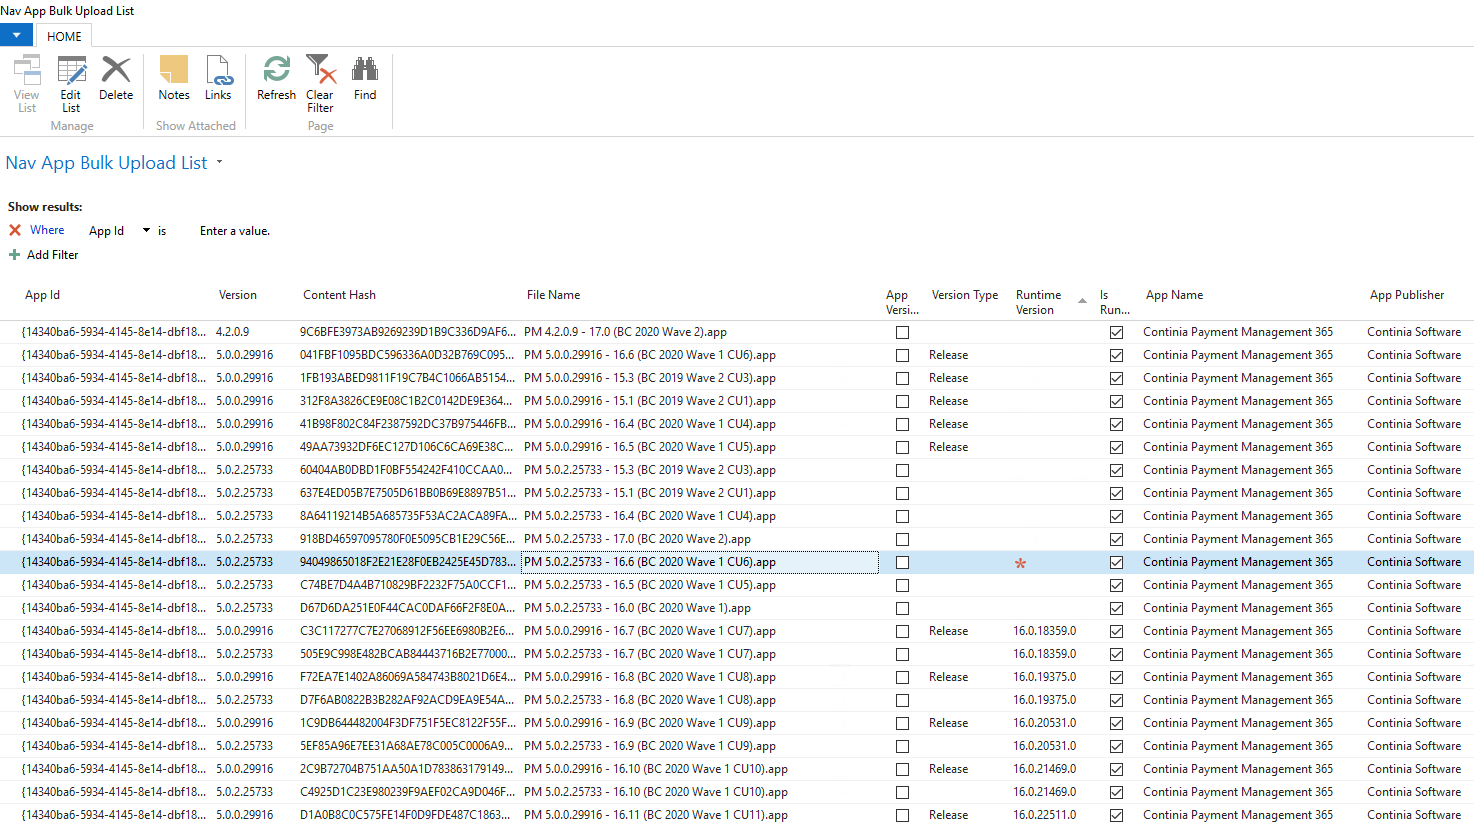 Nav App Bulk Upload List
HOME
View List
Edit List
Delete
Notes
Links
Refresh
Clear Filter
Find
Manage
Show Attached
Page
Nav App Bulk Upload List
Show results:
Where App Id is Enter a value.
Add Filter
App Id Version Content Hash File Name App Versi... Version Type Runtime Version Is Run... App Name App Publisher
{14340ba6-5934-4145-8e14-dbf18... 4.2.0.9 9C6BFE3973AB9269239D1B9C336D9AF6... PM 4.2.0.9 - 17.0 (BC 2020 Wave 2).app Continia Payment Management 365 Continia Software
{14340ba6-5934-4145-8e14-dbf18... 5.0.0.29916 041FBF1095BDC596336A0D32B769C095... PM 5.0.0.29916 - 16.6 (BC 2020 Wave 1 CU6).app Release Continia Payment Management 365 Continia Software
{14340ba6-5934-4145-8e14-dbf18... 5.0.0.29916 1FB193ABED9811F19C7B4C1066AB5154... PM 5.0.0.29916 - 15.3 (BC 2019 Wave 2 CU3).app Release Continia Payment Management 365 Continia Software
{14340ba6-5934-4145-8e14-dbf18... 5.0.0.29916 312F8A3826CE9E08C1B2C0142DE9E364... PM 5.0.0.29916 - 15.1 (BC 2019 Wave 2 CU1).app Release Continia Payment Management 365 Continia Software
{14340ba6-5934-4145-8e14-dbf18... 5.0.0.29916 41B98F802C84F2387592DC37B975446FB... PM 5.0.0.29916 - 16.4 (BC 2020 Wave 1 CU4).app Release Continia Payment Management 365 Continia Software
{14340ba6-5934-4145-8e14-dbf18... 5.0.0.29916 49AA73932DF6EC127D106C6CA69E38C... PM 5.0.0.29916 - 16.5 (BC 2020 Wave 1 CU5).app Release Continia Payment Management 365 Continia Software
{14340ba6-5934-4145-8e14-dbf18... 5.0.2.25733 60404AB0DBD1F0BF554242F410CCAA0... PM 5.0.2.25733 - 15.3 (BC 2019 Wave 2 CU3).app Continia Payment Management 365 Continia Software
{14340ba6-5934-4145-8e14-dbf18... 5.0.2.25733 637E4ED05B7E7505D61BB0B69E8897B51... PM 5.0.2.25733 - 15.1 (BC 2019 Wave 2 CU1).app Continia Payment Management 365 Continia Software
{14340ba6-5934-4145-8e14-dbf18... 5.0.2.25733 8A64119214B5A685735F53AC2ACA89FA... PM 5.0.2.25733 - 16.4 (BC 2020 Wave 1 CU4).app Continia Payment Management 365 Continia Software
{14340ba6-5934-4145-8e14-dbf18... 5.0.2.25733 918BD46597095780F0E5095CB1E29C56E... PM 5.0.2.25733 - 17.0 (BC 2020 Wave 2).app Continia Payment Management 365 Continia Software
{14340ba6-5934-4145-8e14-dbf18... 5.0.2.25733 94049865018F2E21E28F0EB2425E45D783... PM 5.0.2.25733 - 16.6 (BC 2020 Wave 1 CU6).app * Continia Payment Management 365 Continia Software
{14340ba6-5934-4145-8e14-dbf18... 5.0.2.25733 C74BE7D4A4B710829BF2232F75A0CCF1... PM 5.0.2.25733 - 16.5 (BC 2020 Wave 1 CU5).app Continia Payment Management 365 Continia Software
{14340ba6-5934-4145-8e14-dbf18... 5.0.2.25733 D67D6DA251E0F44CAC0DAF66F2F8E0A... PM 5.0.2.25733 - 16.0 (BC 2020 Wave 1).app Continia Payment Management 365 Continia Software
{14340ba6-5934-4145-8e14-dbf18... 5.0.0.29916 C3C117277C7E27068912F56EE6980B2E6... PM 5.0.0.29916 - 16.7 (BC 2020 Wave 1 CU7).app Release 16.0.18359.0 Continia Payment Management 365 Continia Software
{14340ba6-5934-4145-8e14-dbf18... 5.0.2.25733 505E9C998E482BCAB84443716B2E77000... PM 5.0.2.25733 - 16.7 (BC 2020 Wave 1 CU7).app 16.0.18359.0 Continia Payment Management 365 Continia Software
{14340ba6-5934-4145-8e14-dbf18... 5.0.0.29916 F72EA7E1402A86069A584743B8021D6E4... PM 5.0.0.29916 - 16.8 (BC 2020 Wave 1 CU8).app Release 16.0.19375.0 Continia Payment Management 365 Continia Software
{14340ba6-5934-4145-8e14-dbf18... 5.0.2.25733 D7F6AB0822B3B282AF92ACD9EA9E54A... PM 5.0.2.25733 - 16.8 (BC 2020 Wave 1 CU8).app 16.0.19375.0 Continia Payment Management 365 Continia Software
{14340ba6-5934-4145-8e14-dbf18... 5.0.0.29916 1C9DB644482004F3DF751F5EC8122F55F... PM 5.0.0.29916 - 16.9 (BC 2020 Wave 1 CU9).app Release 16.0.20531.0 Continia Payment Management 365 Continia Software
{14340ba6-5934-4145-8e14-dbf18... 5.0.2.25733 5EF85A96E7EE31A68AE78C005C0006A9... PM 5.0.2.25733 - 16.9 (BC 2020 Wave 1 CU9).app 16.0.20531.0 Continia Payment Management 365 Continia Software
{14340ba6-5934-4145-8e14-dbf18... 5.0.0.29916 2C9B72704B751AA50A1D783863179149... PM 5.0.0.29916 - 16.10 (BC 2020 Wave 1 CU10).app Release 16.0.21469.0 Continia Payment Management 365 Continia Software
{14340ba6-5934-4145-8e14-dbf18... 5.0.2.25733 C4925D1C23E980239F9AEF02CA9D046F... PM 5.0.2.25733 - 16.10 (BC 2020 Wave 1 CU10).app 16.0.21469.0 Continia Payment Management 365 Continia Software
{14340ba6-5934-4145-8e14-dbf18... 5.0.0.29916 D1A0B8C0C575FE14F0D9FDE487C1863... PM 5.0.0.29916 - 16.11 (BC 2020 Wave 1 CU11).app Release 16.0.22511.0 Continia Payment Management 365 Continia Software